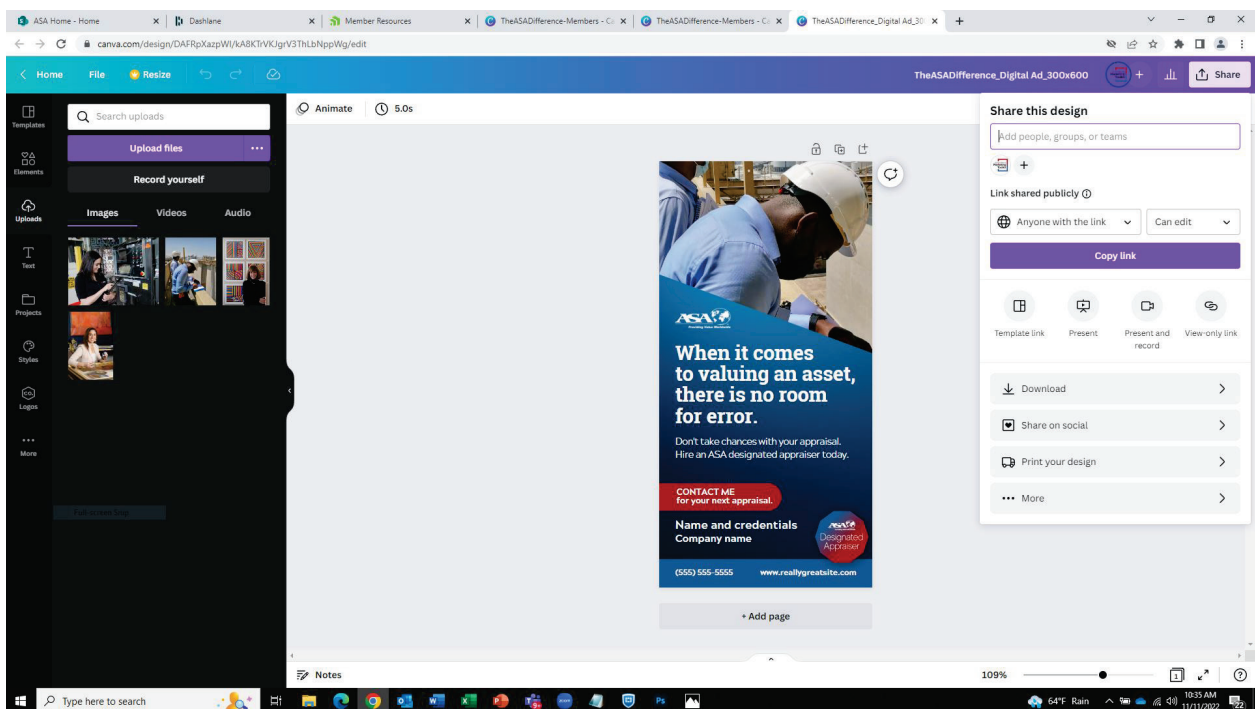 ASA Home - Home
Dashlane
Member Resources
TheASADifference-Members - C
TheASADifference-Members - C
TheASADifference_Digital Ad_30
canva.com/design/DAFRpXazpWI/kA8KTrVKJgrV3ThLbNppWg/edit
Home
File
Resize
TheASADifference_Digital Ad_300x600
Share
Templates
Elements
Uploads
Text
Projects
Styles
Logos
More
Search uploads
Upload files
Record yourself
Images Videos Audio
Animate 5.0s
ASA
Providing Value Worldwide
When it comes
to valuing an asset,
there is no room
for error.
Don't take chances with your appraisal.
Hire an ASA designated appraiser today.
CONTACT ME
for your next appraisal.
Name and credentials
Company name
ASA
Designated
Appraiser
(555) 555-5555 www.reallygreatsite.com
+ Add page
Share this design
Add people, groups, or teams
Link shared publicly
Anyone with the link
Can edit
Copy link
Template link
Present
Present and
record
View-only link
Download
Share on social
Print your design
More
Notes
109%
1
Type here to search
64°F Rain
10:35 AM
11/11/2022
22